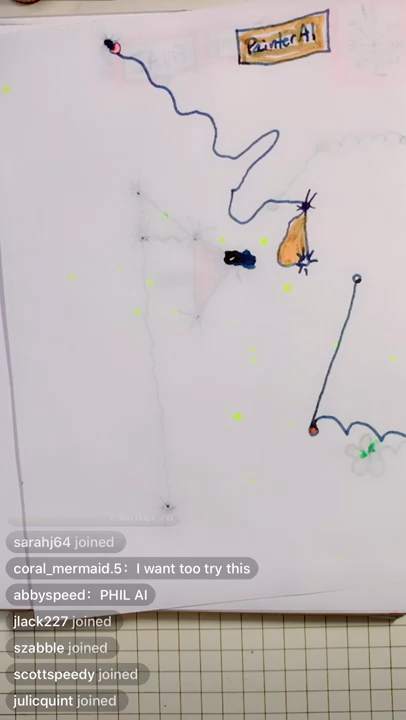 Painter AI
sarahj64 joined
coral_mermaid.5: I want too try this
abbyspeed: PHIL AI
jlack227 joined
szabble joined
scottspeedy joined
julicquint joined